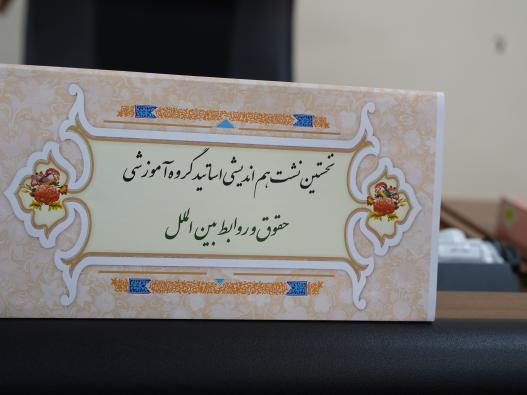 نخستین نشست هم اندیشی اساتید گروه آموزشی
حقوق و روابط بین الملل